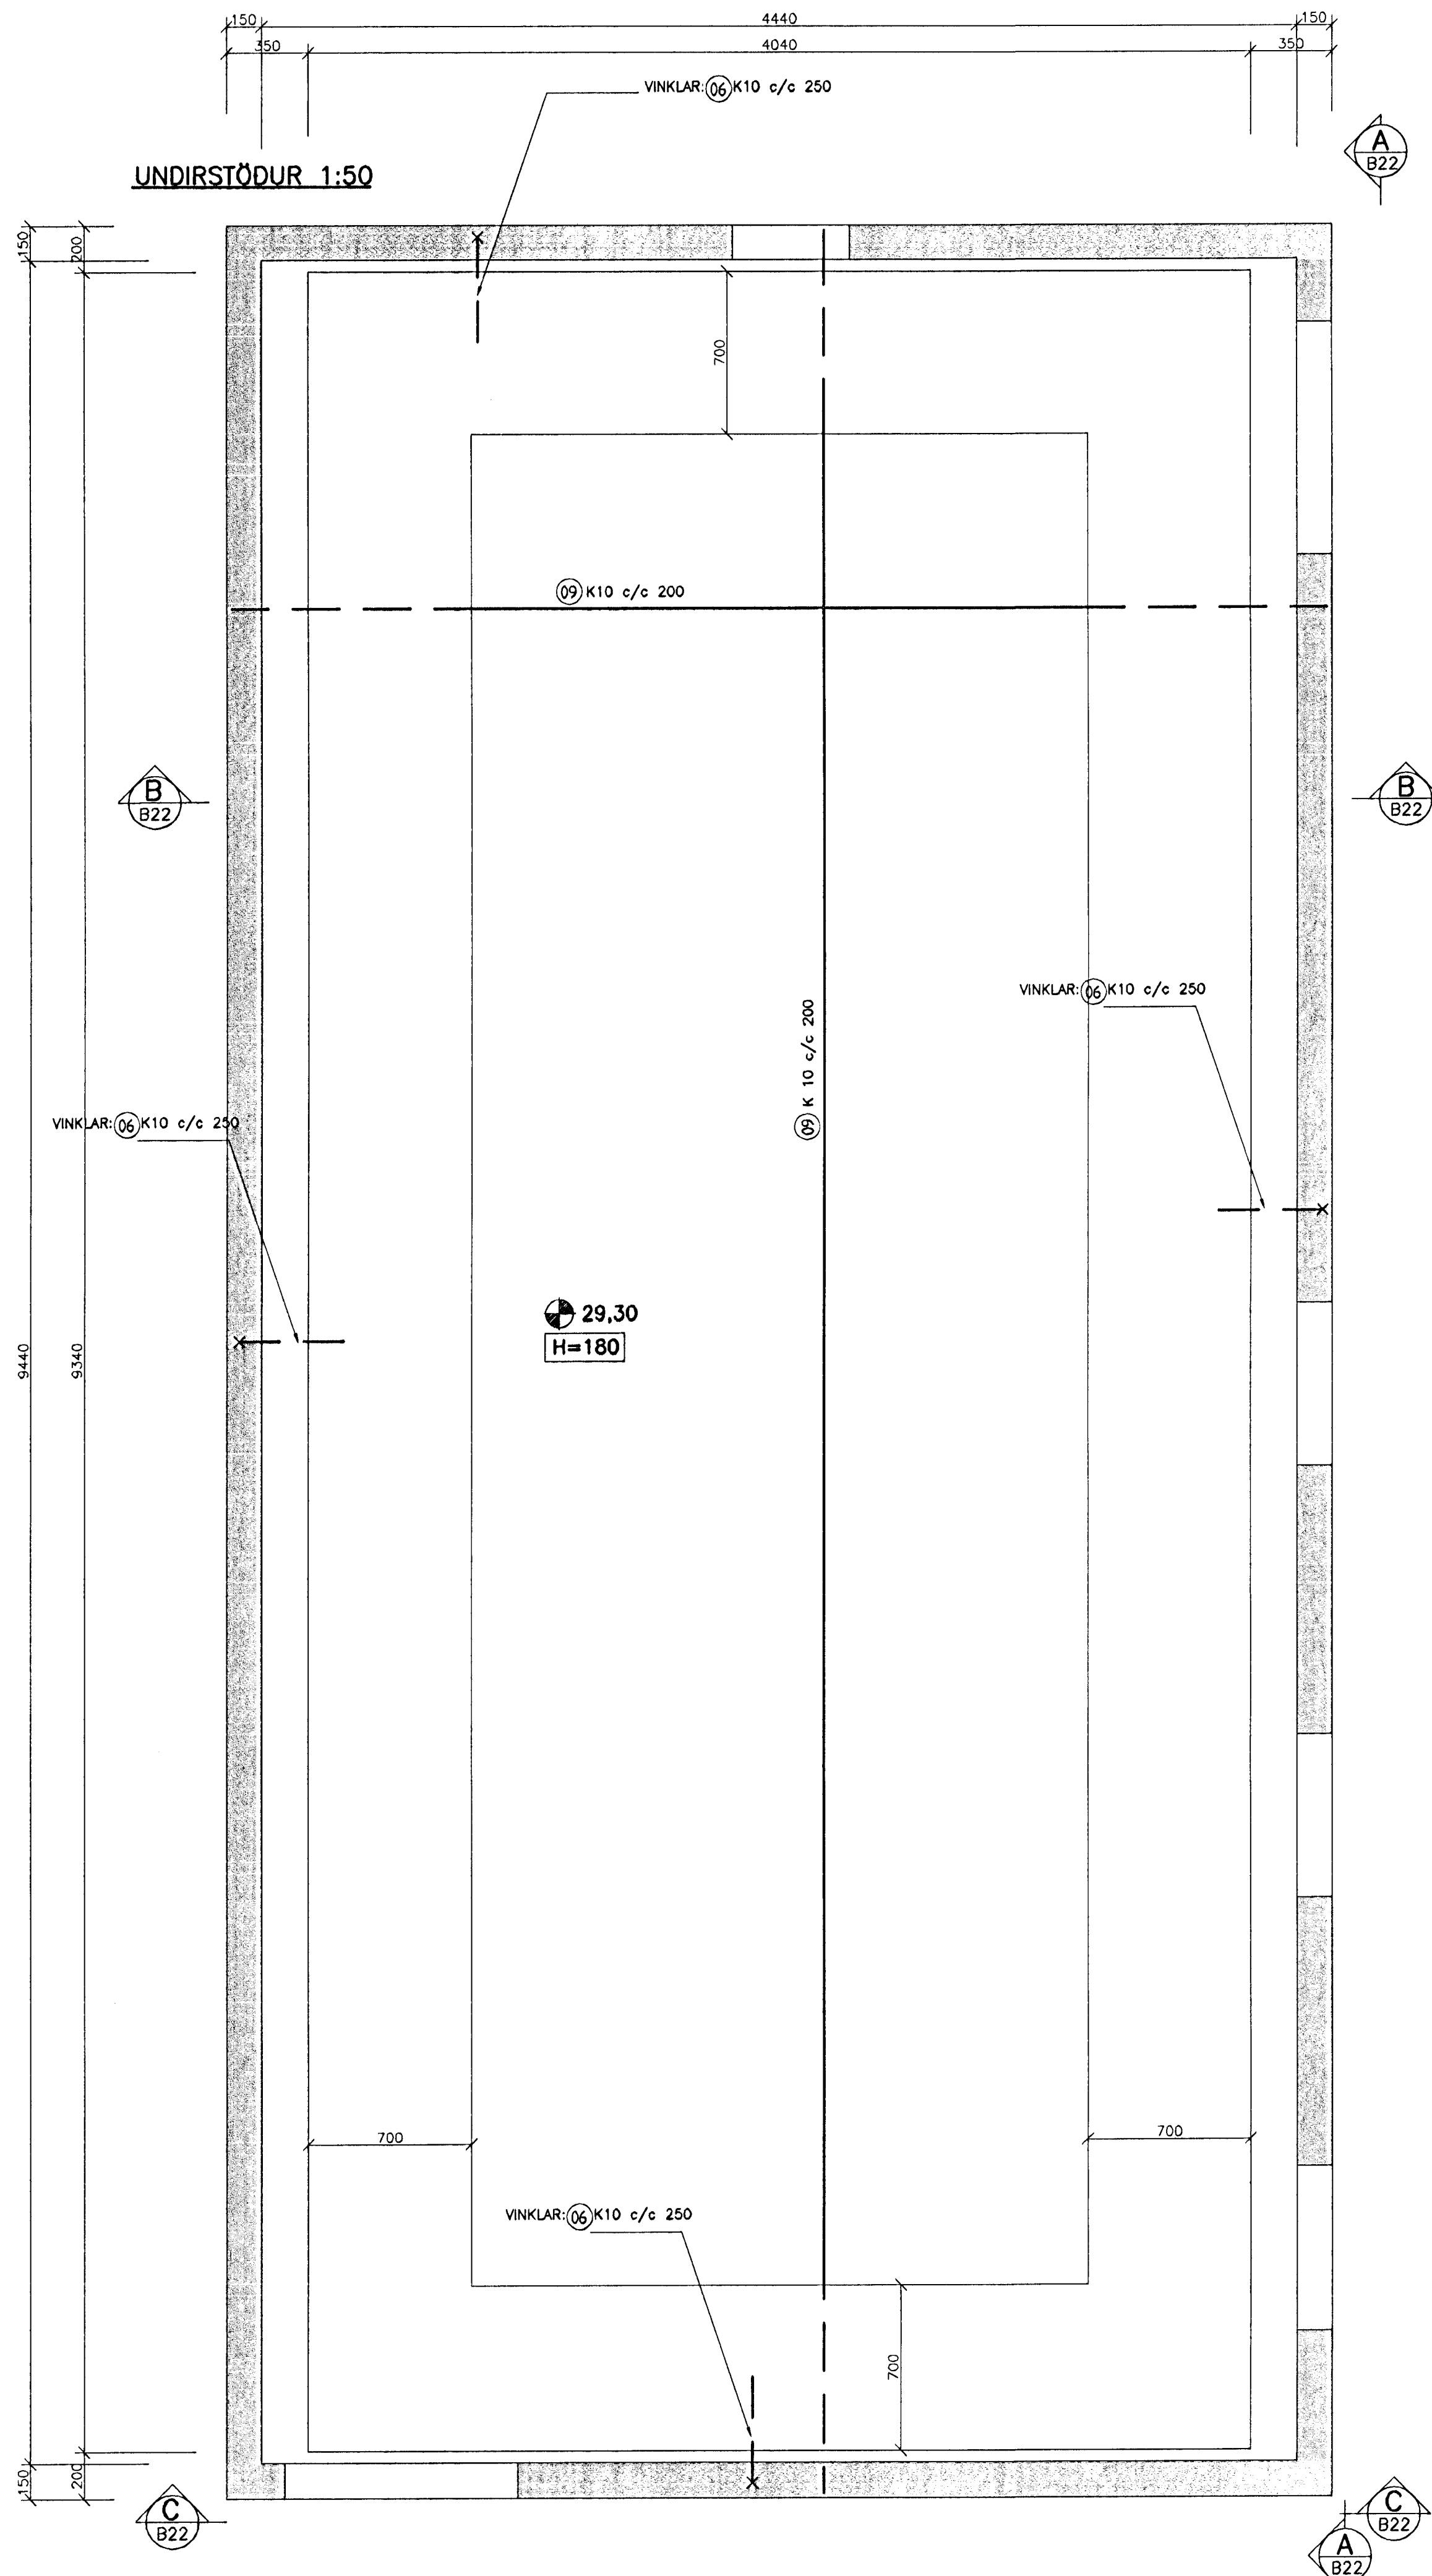 150 4440 150
350 4040 350
VINKLAR: 06 K10 c/c 250
A
B22
UNDIRSTÖÐUR 1:50
150
200
700
09 K10 c/c 200
B
B22
B
B22
VINKLAR: 06 K10 c/c 250
09 K 10 c/c 200
VINKLAR: 06 K10 c/c 250
29,30
H=180
9440
9340
700
700
VINKLAR: 06 K10 c/c 250
700
150
200
C
B22
C
B22
A
B22